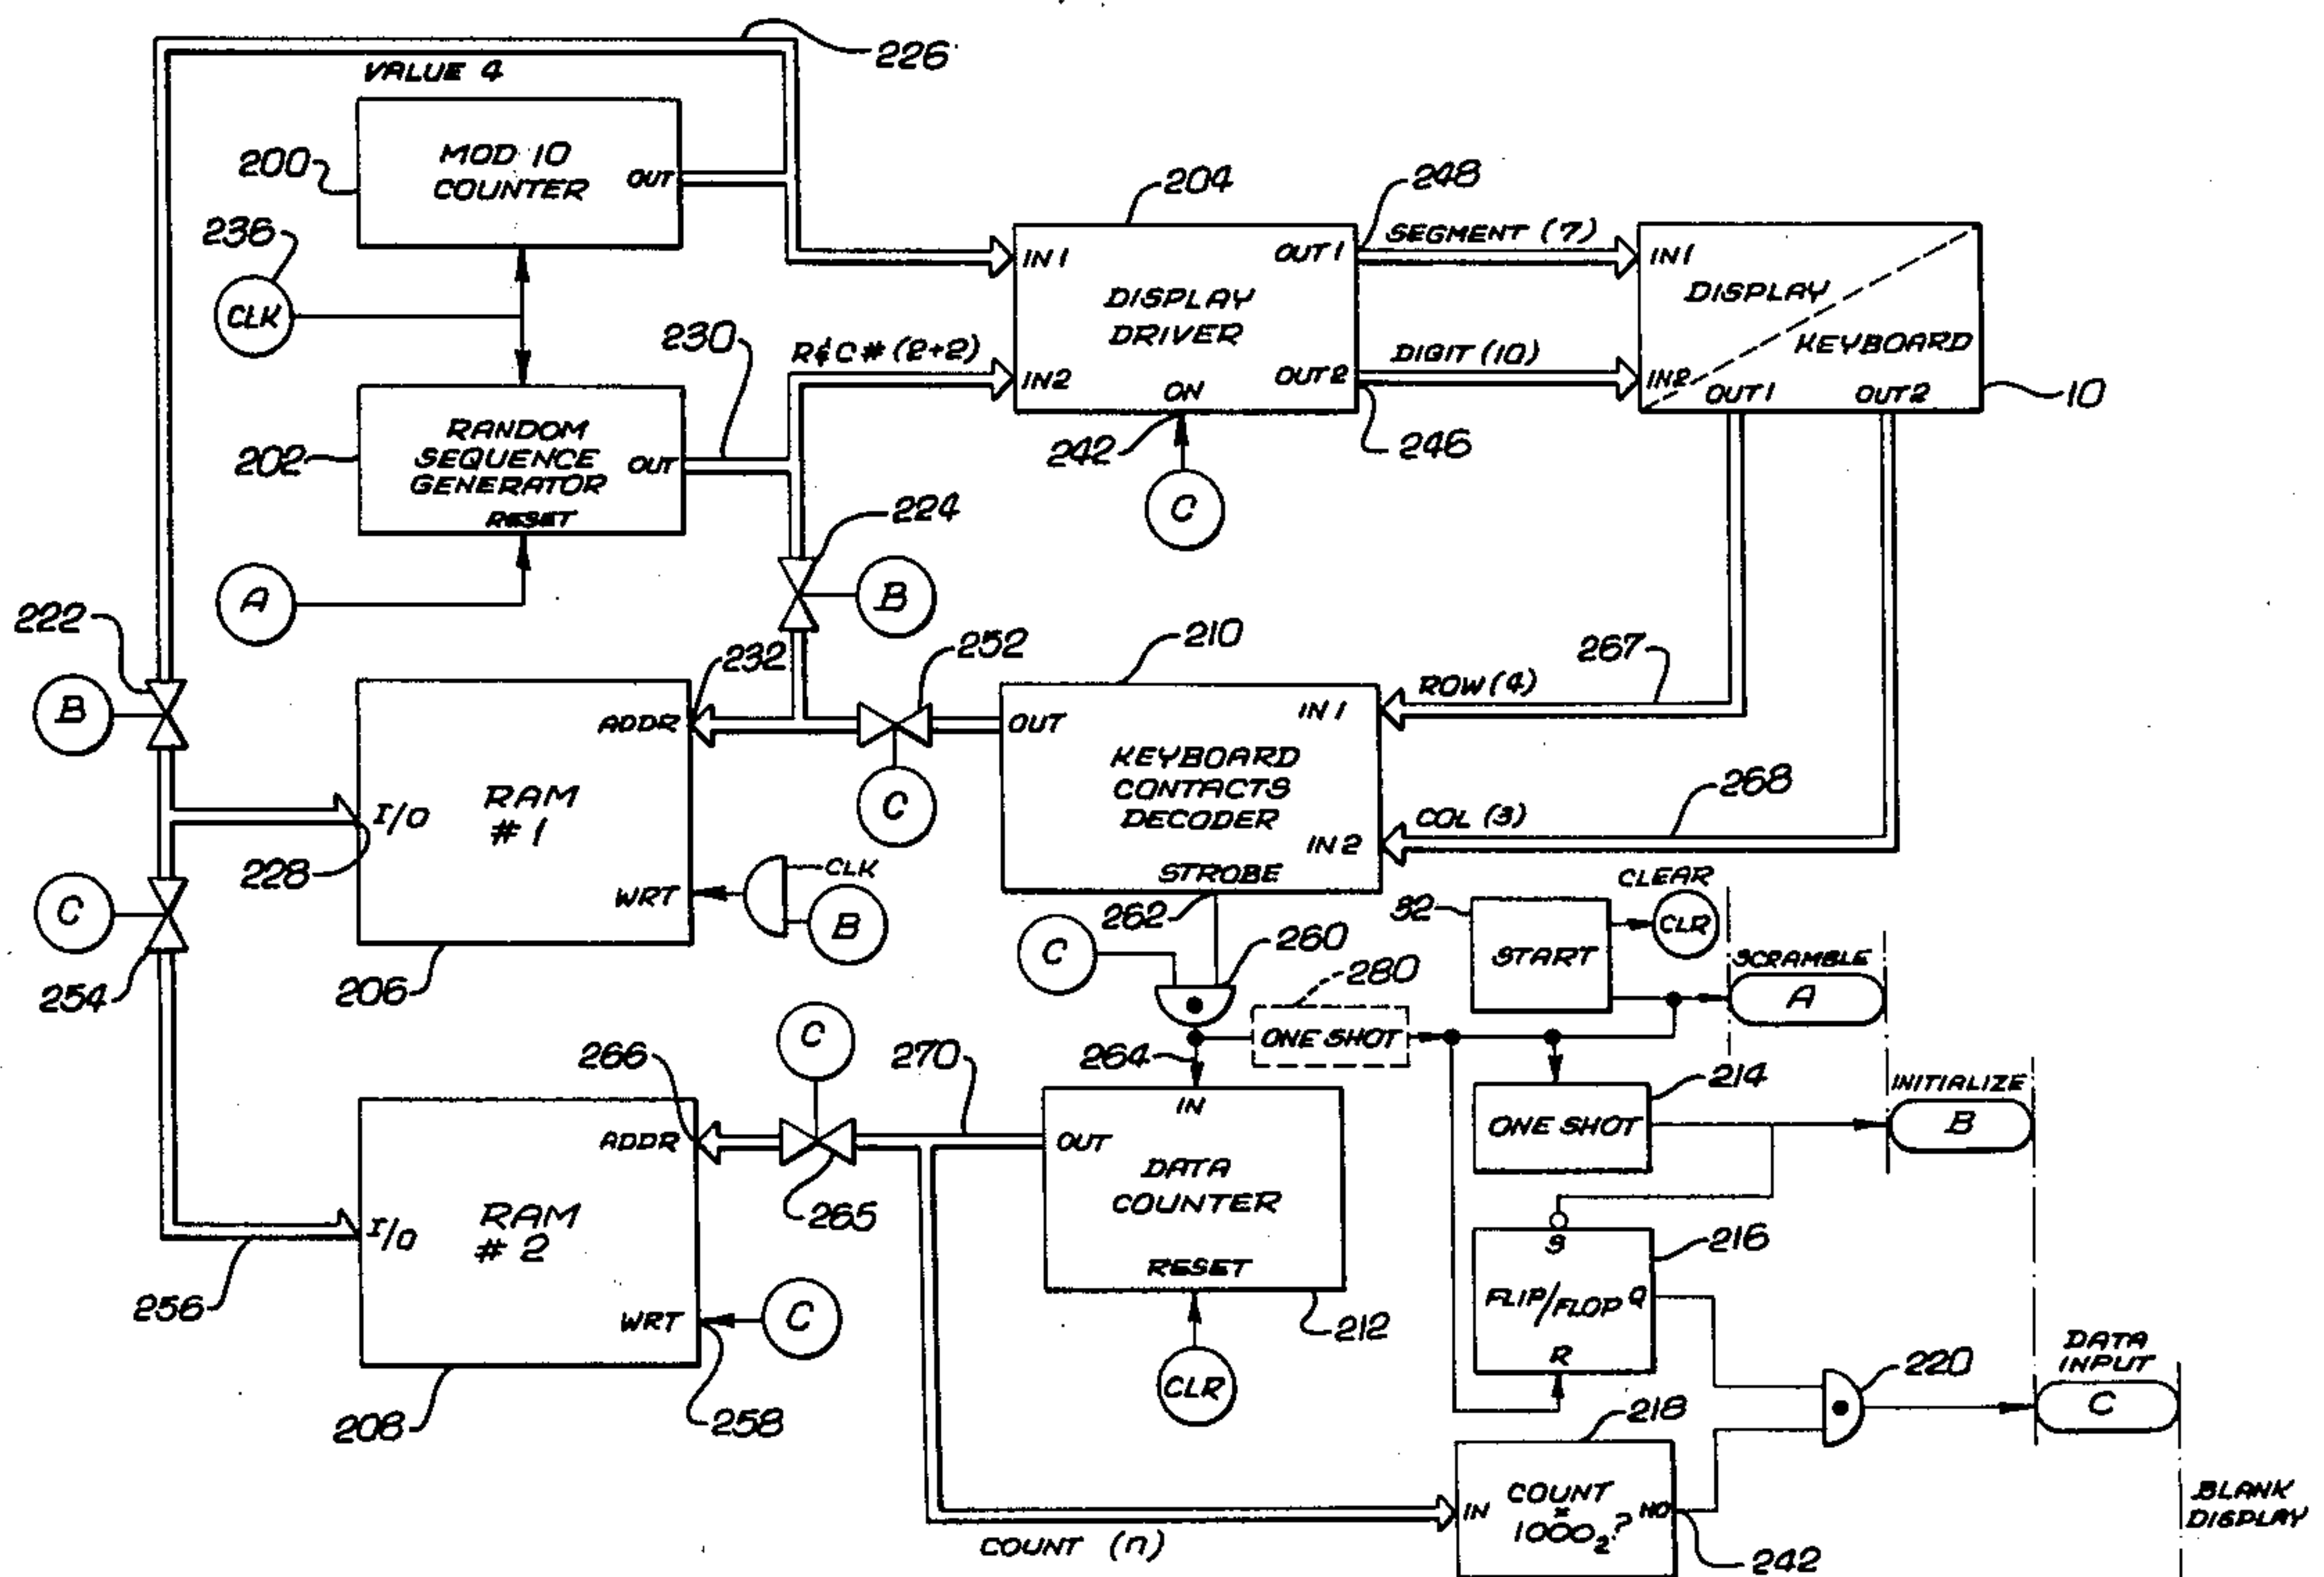 226
VALUE 4
200
MOD 10
COUNTER
OUT
236
CLK
204
248
SEGMENT (7)
IN 1
OUT 1
DISPLAY
DRIVER
IN 1
DISPLAY
KEYBOARD
230
R&C# (2+2)
IN2
OUT2
ON
DIGIT (10)
IN2
OUT 1
OUT 2
10
242
246
C
202
RANDOM
SEQUENCE
GENERATOR
OUT
RESET
224
A
B
222
B
232
252
210
267
ROW (4)
ADDR
OUT
IN 1
KEYBOARD
CONTACTS
DECODER
C
I/O
RAM
# 1
228
COL (3)
268
IN 2
STROBE
CLK
WRT
B
C
254
206
262
C
260
280
32
START
CLEAR
CLR
SCRAMBLE
A
ONE SHOT
264
C
266
270
214
ONE SHOT
INITIALIZE
B
ADDR
OUT
IN
DATA
COUNTER
RESET
265
I/O
RAM
# 2
256
WRT
C
258
208
212
CLR
S
216
FLIP/FLOP
Q
R
220
DATA
INPUT
C
218
IN
COUNT
=
1000₂?
NO
242
COUNT (n)
BLANK
DISPLAY